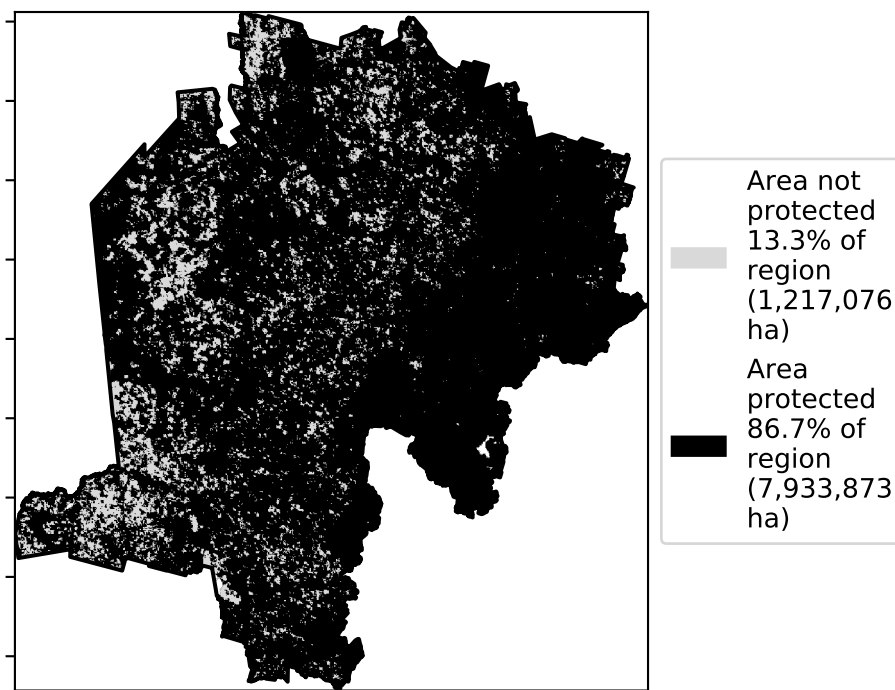 Area not
protected
13.3% of
region
(1,217,076
ha)
Area
protected
86.7% of
region
(7,933,873
ha)